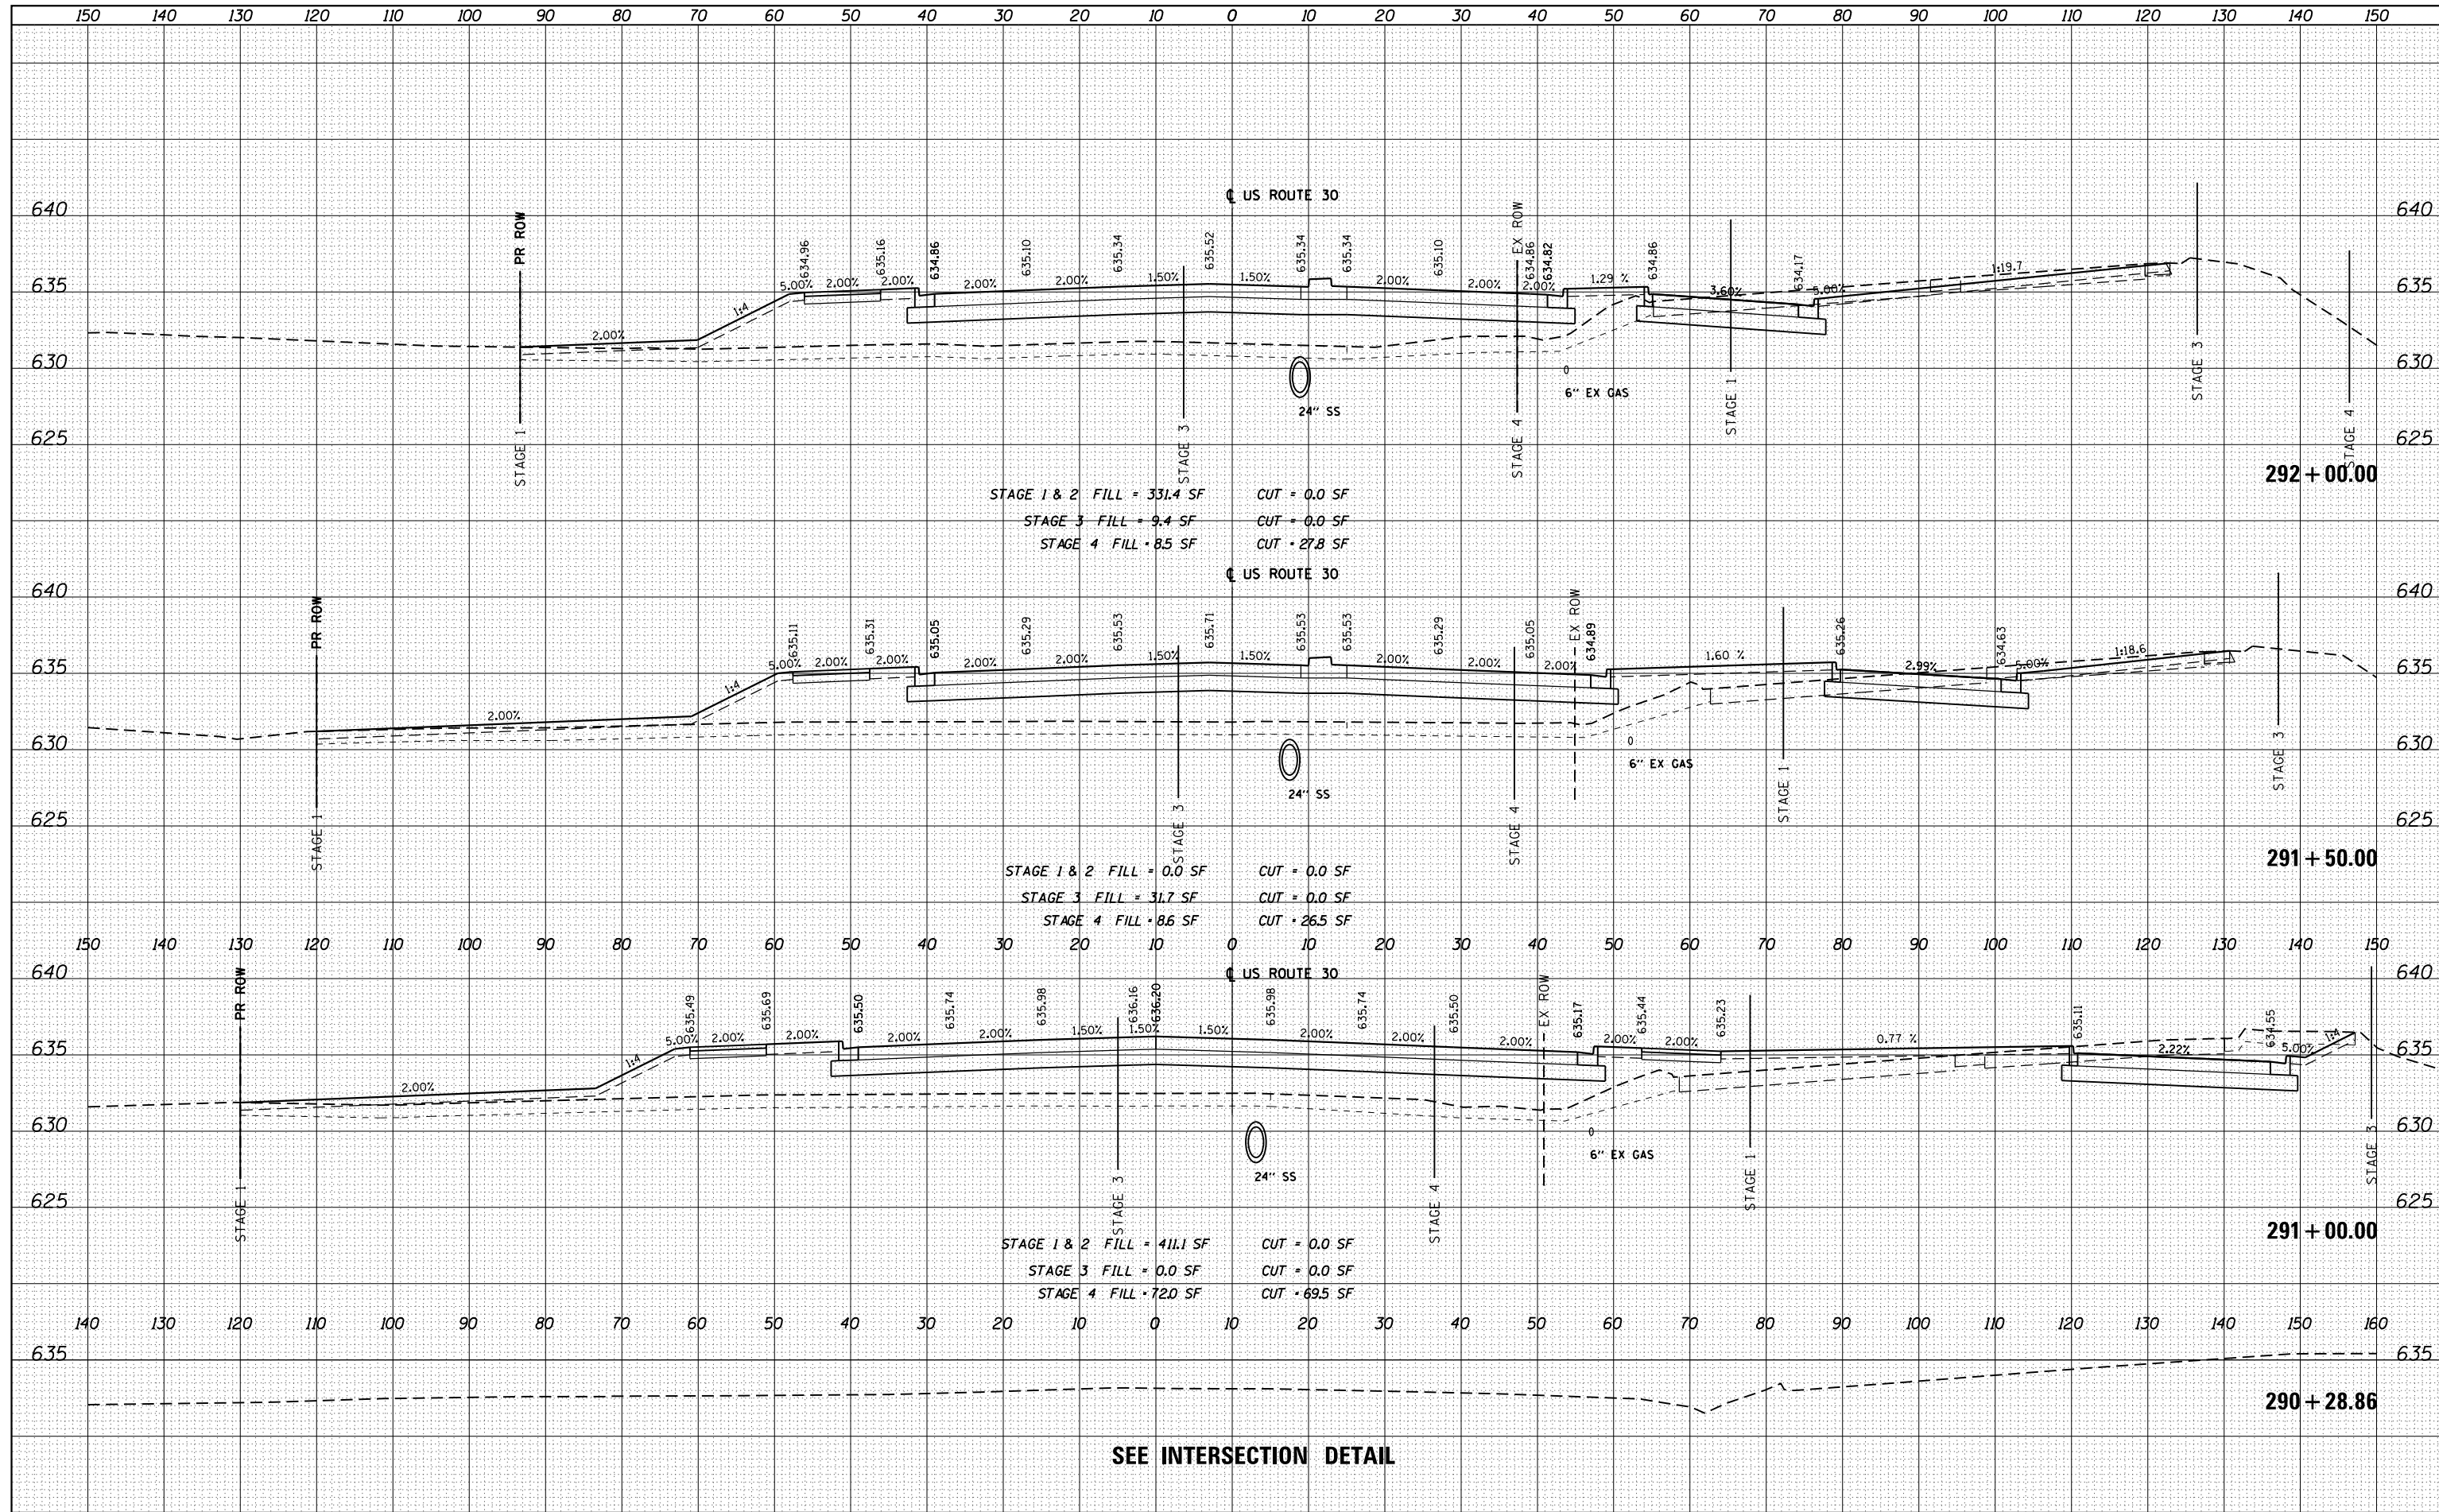 150 140 130 120 110 100 90 80 70 60 50 40 30 20 10 0 10 20 30 40 50 60 70 80 90 100 110 120 130 140 150
℄ US ROUTE 30
640 640
PR ROW
EX ROW
634.96 635.16 634.86 635.10 635.34 635.52 635.34 635.34 635.10 634.86 634.82 634.86 634.17
635 635
2.00% 1:4 5.00% 2.00% 2.00% 2.00% 2.00% 1.50% 1.50% 2.00% 2.00% 2.00% 1.29 % 3.60% 5.00% 1:19.7
630 630
24'' SS
6'' EX GAS
625 625
STAGE 1 STAGE 3 STAGE 4 STAGE 1 STAGE 3 STAGE 4
292+00.00
STAGE 1 & 2 FILL = 331.4 SF CUT = 0.0 SF
STAGE 3 FILL = 9.4 SF CUT = 0.0 SF
STAGE 4 FILL = 8.5 SF CUT = 27.8 SF
℄ US ROUTE 30
640 640
PR ROW
EX ROW
635.11 635.31 635.05 635.29 635.53 635.71 635.53 635.53 635.29 635.05 634.89 635.26 634.63
635 635
2.00% 1:4 5.00% 2.00% 2.00% 2.00% 2.00% 1.50% 1.50% 2.00% 2.00% 2.00% 1.60 % 2.99% 5.00% 1:18.6
630 630
24'' SS
6'' EX GAS
625 625
STAGE 1 STAGE 3 STAGE 4 STAGE 1 STAGE 3
291+50.00
STAGE 1 & 2 FILL = 0.0 SF CUT = 0.0 SF
STAGE 3 FILL = 31.7 SF CUT = 0.0 SF
STAGE 4 FILL = 8.6 SF CUT = 26.5 SF
150 140 130 120 110 100 90 80 70 60 50 40 30 20 10 0 10 20 30 40 50 60 70 80 90 100 110 120 130 140 150
℄ US ROUTE 30
640 640
PR ROW
EX ROW
635.49 635.69 635.50 635.74 635.98 636.16 636.20 635.98 635.74 635.50 635.17 635.44 635.23 635.11 634.55
635 635
2.00% 1:4 5.00% 2.00% 2.00% 2.00% 2.00% 1.50% 1.50% 1.50% 2.00% 2.00% 2.00% 2.00% 2.00% 0.77 % 2.22% 5.00% 1:4
630 630
24'' SS
6'' EX GAS
625 625
STAGE 1 STAGE 3 STAGE 4 STAGE 1 STAGE 3
291+00.00
STAGE 1 & 2 FILL = 411.1 SF CUT = 0.0 SF
STAGE 3 FILL = 0.0 SF CUT = 0.0 SF
STAGE 4 FILL = 72.0 SF CUT = 69.5 SF
140 130 120 110 100 90 80 70 60 50 40 30 20 10 0 10 20 30 40 50 60 70 80 90 100 110 120 130 140 150 160
635 635
290+28.86
SEE INTERSECTION DETAIL